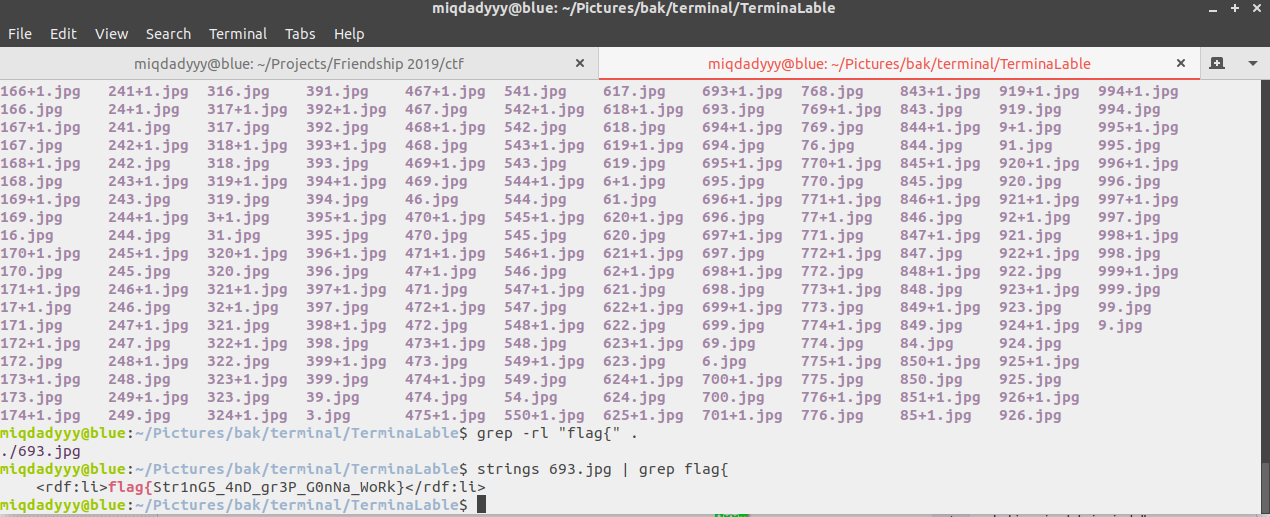 miqdadyyy@blue: ~/Pictures/bak/terminal/TerminaLable
File Edit View Search Terminal Tabs Help
miqdadyyy@blue: ~/Projects/Friendship 2019/ctf × miqdadyyy@blue: ~/Pictures/bak/terminal/TerminaLable ×
166+1.jpg 241+1.jpg 316.jpg 391.jpg 467+1.jpg 541.jpg 617.jpg 693+1.jpg 768.jpg 843+1.jpg 919+1.jpg 994+1.jpg
166.jpg 24+1.jpg 317+1.jpg 392+1.jpg 467.jpg 542+1.jpg 618+1.jpg 693.jpg 769+1.jpg 843.jpg 919.jpg 994.jpg
167+1.jpg 241.jpg 317.jpg 392.jpg 468+1.jpg 542.jpg 618.jpg 694+1.jpg 769.jpg 844+1.jpg 9+1.jpg 995+1.jpg
167.jpg 242+1.jpg 318+1.jpg 393+1.jpg 468.jpg 543+1.jpg 619+1.jpg 694.jpg 76.jpg 844.jpg 91.jpg 995.jpg
168+1.jpg 242.jpg 318.jpg 393.jpg 469+1.jpg 543.jpg 619.jpg 695+1.jpg 770+1.jpg 845+1.jpg 920+1.jpg 996+1.jpg
168.jpg 243+1.jpg 319+1.jpg 394+1.jpg 469.jpg 544+1.jpg 6+1.jpg 695.jpg 770.jpg 845.jpg 920.jpg 996.jpg
169+1.jpg 243.jpg 319.jpg 394.jpg 46.jpg 544.jpg 61.jpg 696+1.jpg 771+1.jpg 846+1.jpg 921+1.jpg 997+1.jpg
169.jpg 244+1.jpg 3+1.jpg 395+1.jpg 470+1.jpg 545+1.jpg 620+1.jpg 696.jpg 77+1.jpg 846.jpg 92+1.jpg 997.jpg
16.jpg 244.jpg 31.jpg 395.jpg 470.jpg 545.jpg 620.jpg 697+1.jpg 771.jpg 847+1.jpg 921.jpg 998+1.jpg
170+1.jpg 245+1.jpg 320+1.jpg 396+1.jpg 471+1.jpg 546+1.jpg 621+1.jpg 697.jpg 772+1.jpg 847.jpg 922+1.jpg 998.jpg
170.jpg 245.jpg 320.jpg 396.jpg 47+1.jpg 546.jpg 62+1.jpg 698+1.jpg 772.jpg 848+1.jpg 922.jpg 999+1.jpg
171+1.jpg 246+1.jpg 321+1.jpg 397+1.jpg 471.jpg 547+1.jpg 621.jpg 698.jpg 773+1.jpg 848.jpg 923+1.jpg 999.jpg
17+1.jpg 246.jpg 32+1.jpg 397.jpg 472+1.jpg 547.jpg 622+1.jpg 699+1.jpg 773.jpg 849+1.jpg 923.jpg 99.jpg
171.jpg 247+1.jpg 321.jpg 398+1.jpg 472.jpg 548+1.jpg 622.jpg 699.jpg 774+1.jpg 849.jpg 924+1.jpg 9.jpg
172+1.jpg 247.jpg 322+1.jpg 398.jpg 473+1.jpg 548.jpg 623+1.jpg 69.jpg 774.jpg 84.jpg 924.jpg
172.jpg 248+1.jpg 322.jpg 399+1.jpg 473.jpg 549+1.jpg 623.jpg 6.jpg 775+1.jpg 850+1.jpg 925+1.jpg
173+1.jpg 248.jpg 323+1.jpg 399.jpg 474+1.jpg 549.jpg 624+1.jpg 700+1.jpg 775.jpg 850.jpg 925.jpg
173.jpg 249+1.jpg 323.jpg 39.jpg 474.jpg 54.jpg 624.jpg 700.jpg 776+1.jpg 851+1.jpg 926+1.jpg
174+1.jpg 249.jpg 324+1.jpg 3.jpg 475+1.jpg 550+1.jpg 625+1.jpg 701+1.jpg 776.jpg 85+1.jpg 926.jpg
miqdadyyy@blue:~/Pictures/bak/terminal/TerminaLable$ grep -rl "flag{" .
./693.jpg
miqdadyyy@blue:~/Pictures/bak/terminal/TerminaLable$ strings 693.jpg | grep flag{
<rdf:li>flag{Str1nG5_4nD_gr3P_G0nNa_WoRk}</rdf:li>
miqdadyyy@blue:~/Pictures/bak/terminal/TerminaLable$